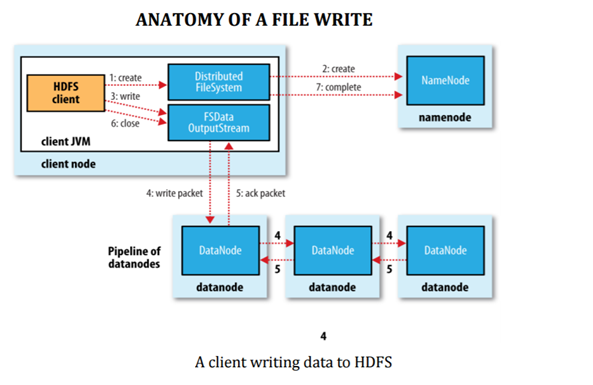 ANATOMY OF A FILE WRITE
HDFS
client
1: create
3: write
6: close
Distributed
FileSystem
FSData
OutputStream
2: create
7: complete
NameNode
namenode
client JVM
client node
4: write packet
5: ack packet
Pipeline of
datanodes
DataNode
datanode
4
5
DataNode
datanode
4
5
DataNode
datanode
4
A client writing data to HDFS